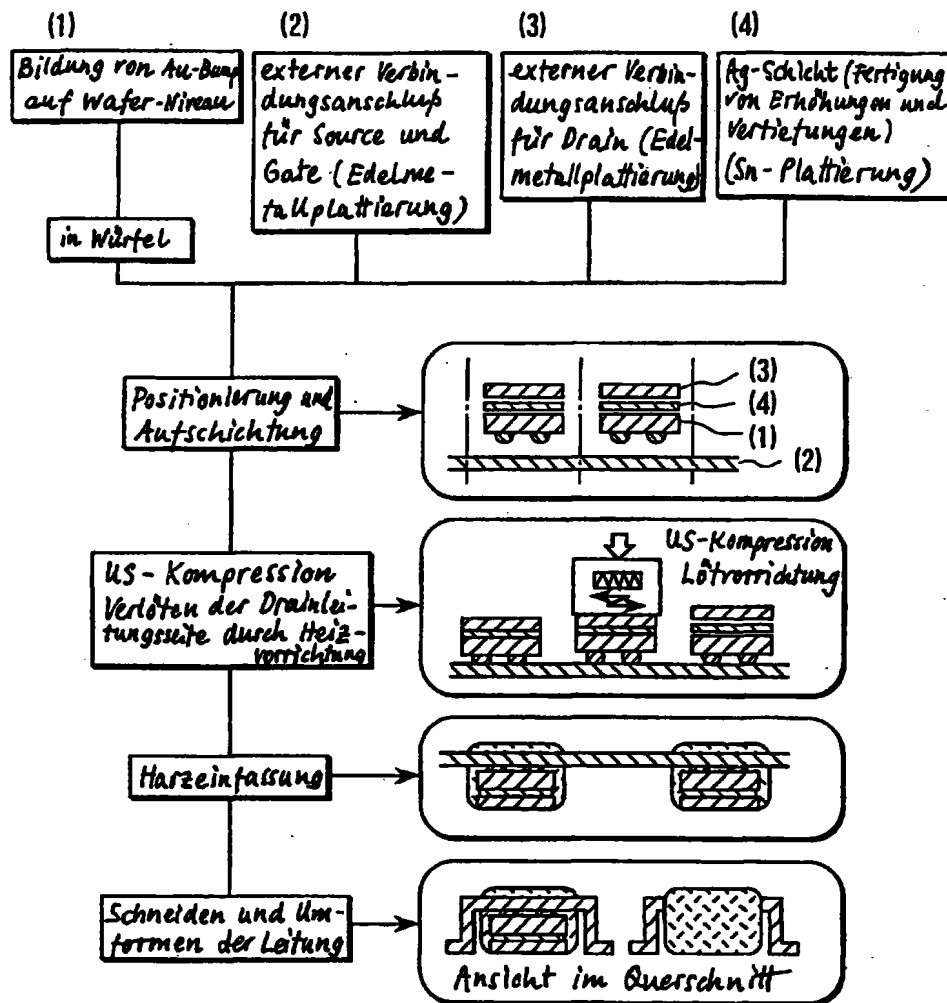 (1)
(2)
(3)
(4)
Bildung von Au-Bump
auf Wafer-Niveau
externer Verbin-
dungsanschluß
für Source und
Gate (Edelme-
tallplattierung)
externer Verbin-
dungsanschluß
für Drain (Edel-
metallplattierung)
Ag-Schicht (Fertigung
von Erhöhungen und
Vertiefungen)
(Sn-Plattierung)
in Würfel
Positionierung und
Aufschichtung
(3)
(4)
(1)
(2)
US-Kompression
Verlöten der Drainlei-
tungsseite durch Heiz-
vorrichtung
US-Kompression
Lötvorrichtung
Harzeinfassung
Schneiden und Um-
formen der Leitung
Ansicht im Querschnitt